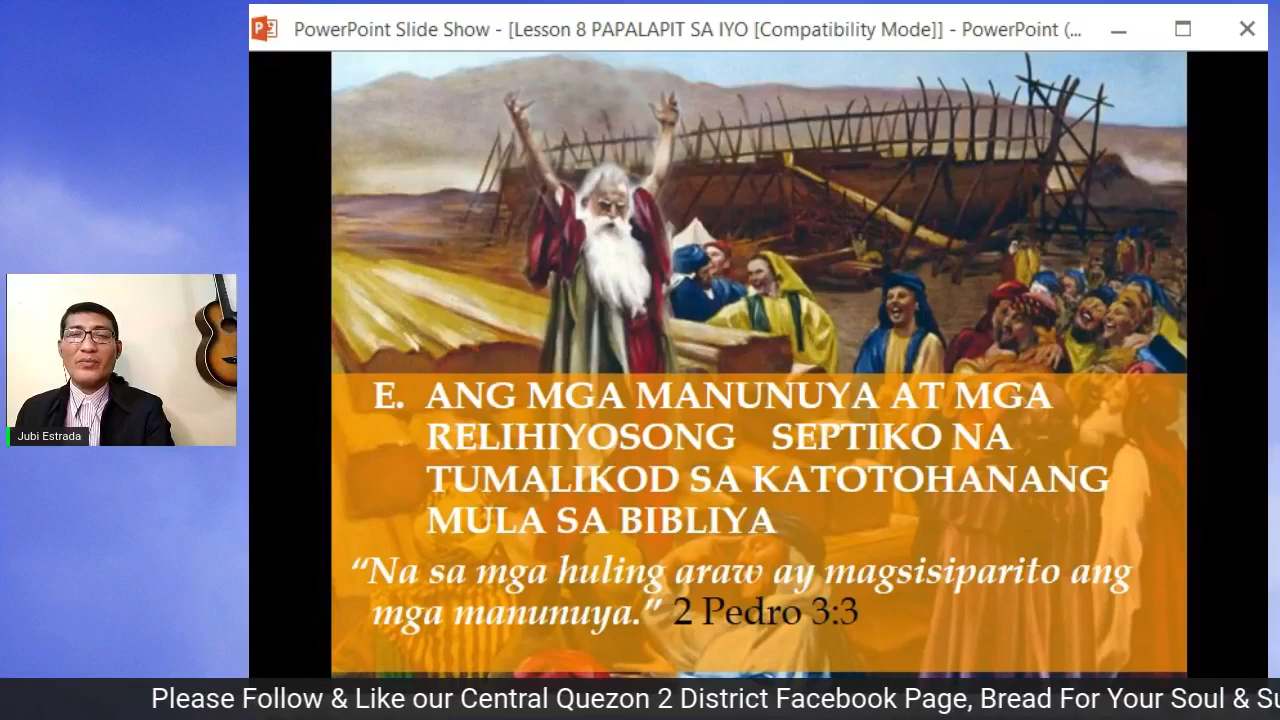 PowerPoint Slide Show - [Lesson 8 PAPALAPIT SA IYO [Compatibility Mode]] - PowerPoint (...
E. ANG MGA MANUNUYA AT MGA
RELIHIYOSONG SEPTIKO NA
TUMALIKOD SA KATOTOHANANG
MULA SA BIBLIYA
“Na sa mga huling araw ay magsisiparito ang
mga manunuya.” 2 Pedro 3:3
Jubi Estrada
Please Follow & Like our Central Quezon 2 District Facebook Page, Bread For Your Soul &